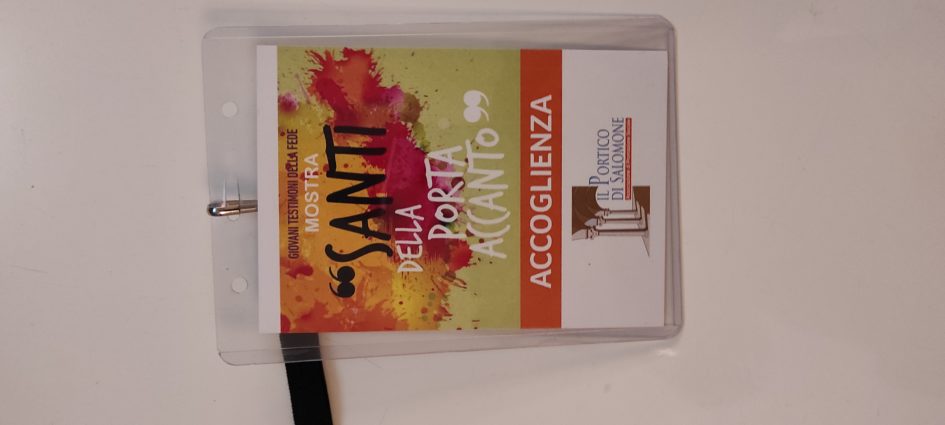 GIOVANI TESTIMONI DELLA FEDE
MOSTRA
❝SANTI
DELLA
PORTA
ACCANTO❞
ACCOGLIENZA
IL PORTICO
DI SALOMONE